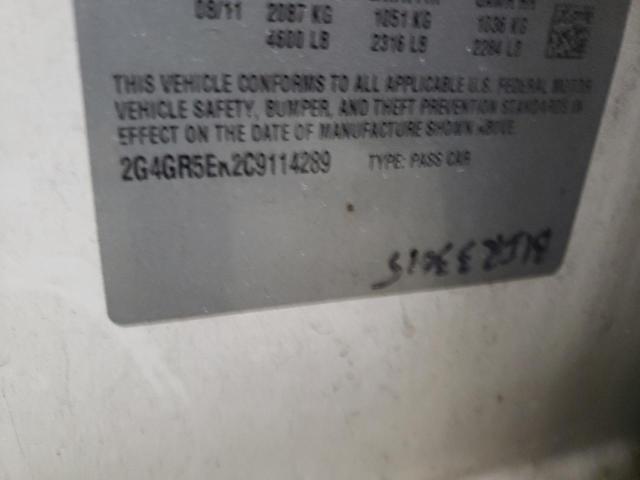 09/11 2087 KG 1051 KG 1036 KG
4600 LB 2316 LB 2284 LB
THIS VEHICLE CONFORMS TO ALL APPLICABLE U.S. FEDERAL MOTOR
VEHICLE SAFETY, BUMPER, AND THEFT PREVENTION STANDARDS IN
EFFECT ON THE DATE OF MANUFACTURE SHOWN ABOVE.
2G4GR5EK2C9114289 TYPE: PASS CAR